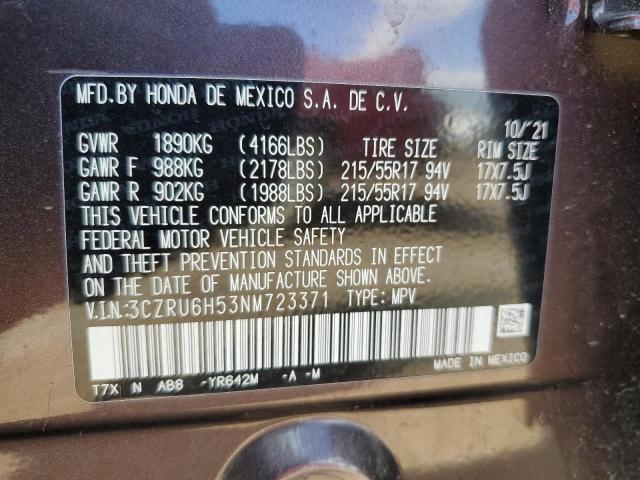 MFD.BY HONDA DE MEXICO S.A. DE C.V.
10/'21
GVWR 1890KG (4166LBS) TIRE SIZE RIM SIZE
GAWR F 988KG (2178LBS) 215/55R17 94V 17X7.5J
GAWR R 902KG (1988LBS) 215/55R17 94V 17X7.5J
THIS VEHICLE CONFORMS TO ALL APPLICABLE
FEDERAL MOTOR VEHICLE SAFETY
AND THEFT PREVENTION STANDARDS IN EFFECT
ON THE DATE OF MANUFACTURE SHOWN ABOVE.
V.I.N:3CZRU6H53NM723371 TYPE: MPV
MADE IN MEXICO
T7X N AB8 -YR642M -A -M